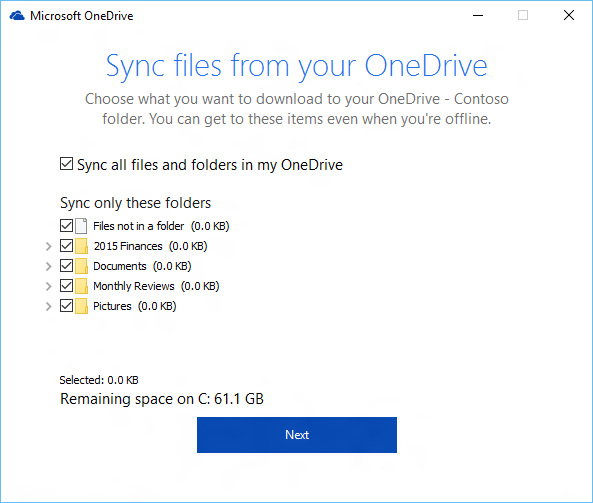 Microsoft OneDrive
Sync files from your OneDrive
Choose what you want to download to your OneDrive - Contoso
folder. You can get to these items even when you're offline.
Sync all files and folders in my OneDrive
Sync only these folders
Files not in a folder (0.0 KB)
2015 Finances (0.0 KB)
Documents (0.0 KB)
Monthly Reviews (0.0 KB)
Pictures (0.0 KB)
Selected: 0.0 KB
Remaining space on C: 61.1 GB
Next